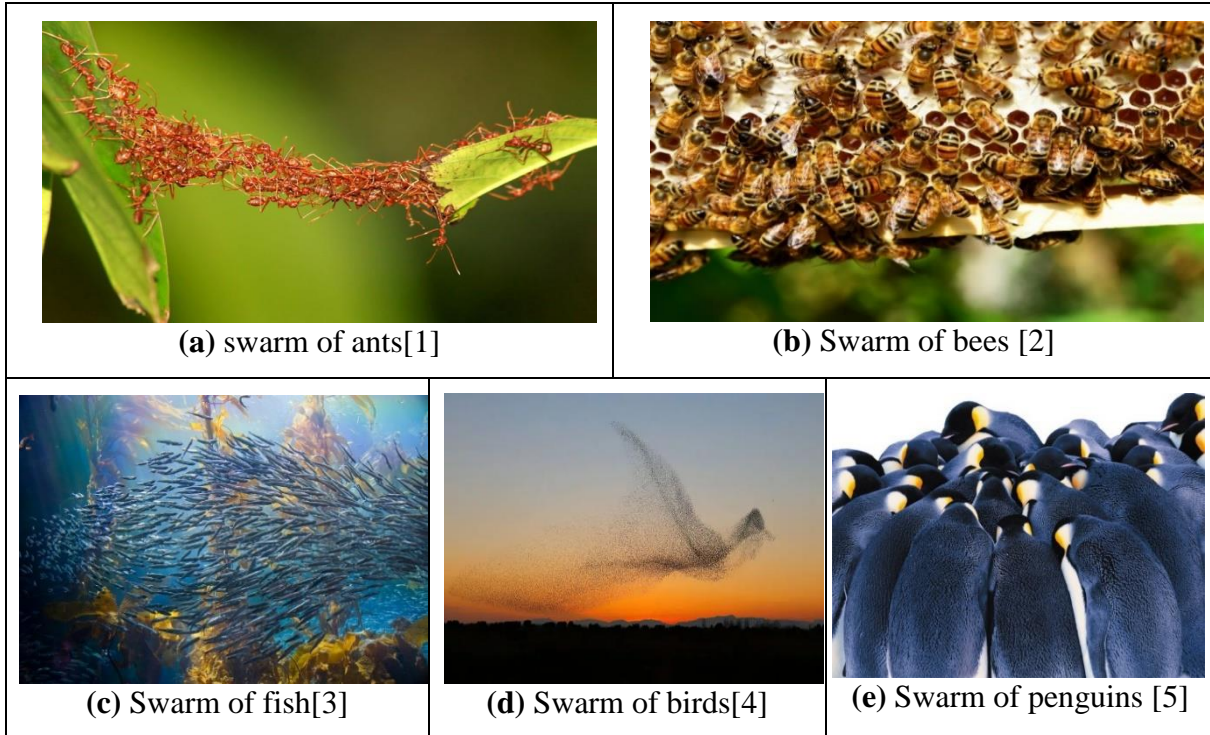 (a) swarm of ants[1]
(b) Swarm of bees [2]
(c) Swarm of fish[3]
(d) Swarm of birds[4]
(e) Swarm of penguins [5]